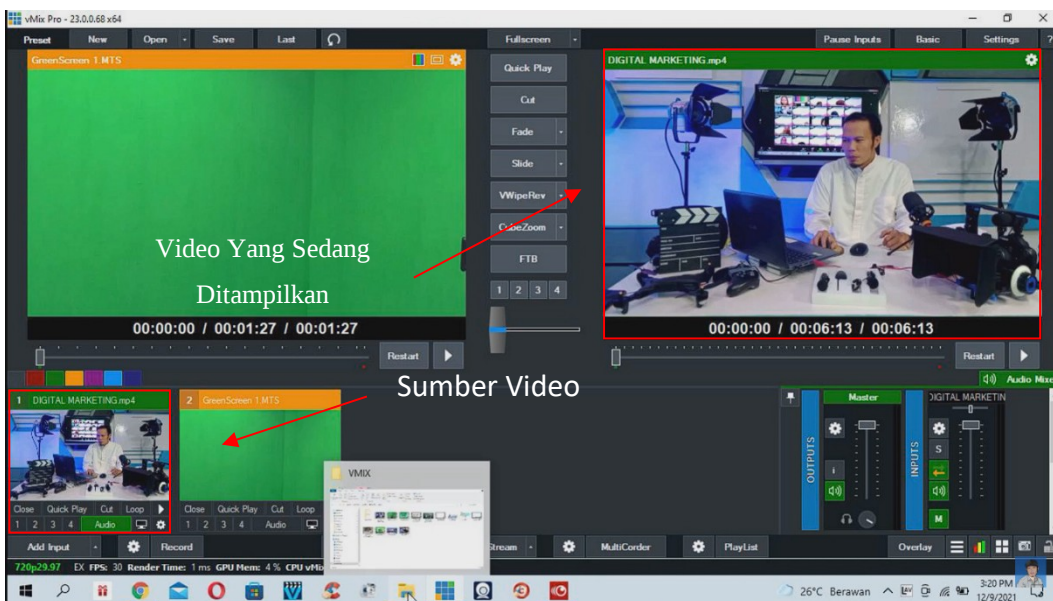 vMix Pro - 23.0.0.68 x64
Preset New Open Save Last Fullscreen Pause Inputs Basic Settings ?
GreenScreen 1.MTS
DIGITAL MARKETING.mp4
Quick Play
Cut
Fade
Slide
VWipeRev
CubeZoom
FTB
1 2 3 4
Video Yang Sedang
Ditampilkan
00:00:00 / 00:01:27 / 00:01:27
00:00:00 / 00:06:13 / 00:06:13
Restart
Restart
Sumber Video
Audio Mixe
1 DIGITAL MARKETING.mp4
2 GreenScreen 1.MTS
Close Quick Play Cut Loop
1 2 3 4 Audio
Close Quick Play Cut Loop
1 2 3 4 Audio
VMIX
OUTPUTS
Master
i
INPUTS
DIGITAL MARKETIN
S
M
Add Input Record Stream MultiCorder PlayList Overlay
720p29.97 EX FPS: 30 Render Time: 1 ms GPU Mem: 4 % CPU vMix
26°C Berawan
3:20 PM
12/9/2021